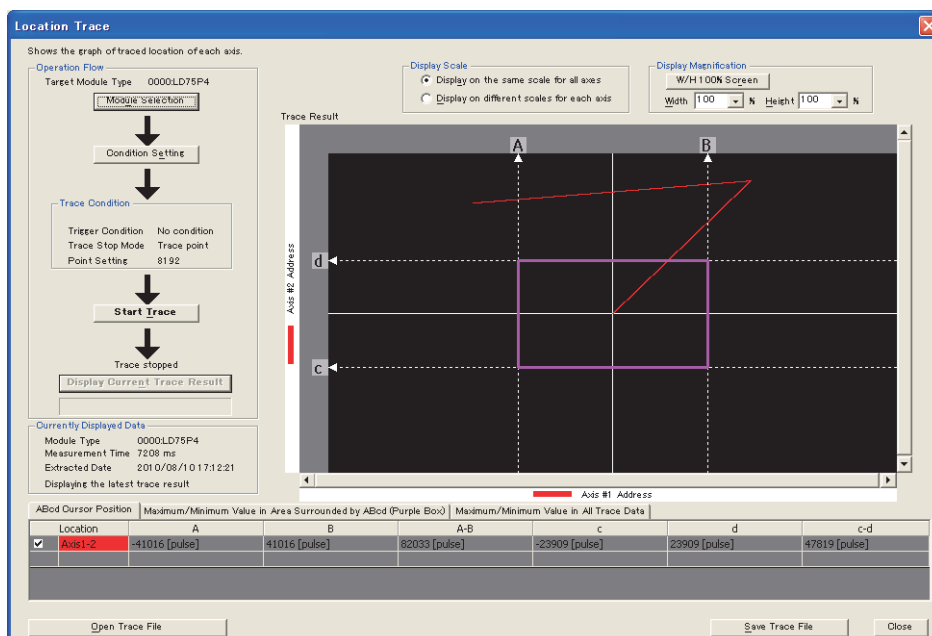 Location Trace
Shows the graph of traced location of each axis.
Operation Flow
Target Module Type 0000:LD75P4
Module Selection
Condition Setting
Trace Condition
Trigger Condition No condition
Trace Stop Mode Trace point
Point Setting 8192
Start Trace
Trace stopped
Display Current Trace Result
Currently Displayed Data
Module Type 0000:LD75P4
Measurement Time 7208 ms
Extracted Date 2010/08/10 17:12:21
Displaying the latest trace result
Display Scale
Display on the same scale for all axes
Display on different scales for each axis
Display Magnification
W/H 100% Screen
Width 100 % Height 100 %
Trace Result
A B
d
c
Axis #2 Address
Axis #1 Address
ABcd Cursor Position Maximum/Minimum Value in Area Surrounded by ABcd (Purple Box) Maximum/Minimum Value in All Trace Data
Location A B A-B c d c-d
Axis1-2 -41016 [pulse] 41016 [pulse] 82033 [pulse] -23909 [pulse] 23909 [pulse] 47819 [pulse]
Open Trace File Save Trace File Close